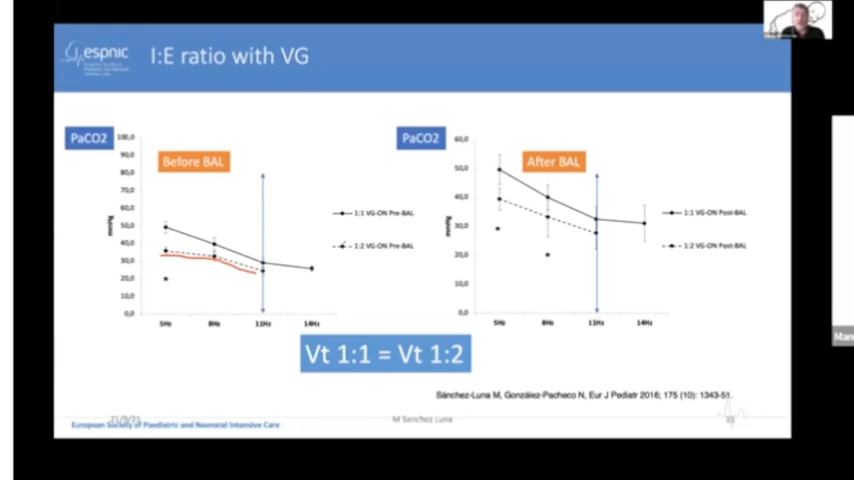 espnic
I:E ratio with VG
PaCO2
Before BAL
100,0
90,0
80,0
70,0
60,0
50,0
40,0
30,0
20,0
10,0
0,0
mmHg
5Hz
8Hz
11Hz
14Hz
1:1 VG-ON Pre-BAL
1:2 VG-ON Pre-BAL
PaCO2
After BAL
60,0
50,0
40,0
30,0
20,0
10,0
0,0
mmHg
5Hz
8Hz
11Hz
14Hz
1:1 VG-ON Post-BAL
1:2 VG-ON Post-BAL
Vt 1:1 = Vt 1:2
Sánchez-Luna M, González-Pacheco N, Eur J Pediatr 2016; 175 (10): 1343-51.
21/9/21
European Society of Paediatric and Neonatal Intensive Care
M Sanchez Luna